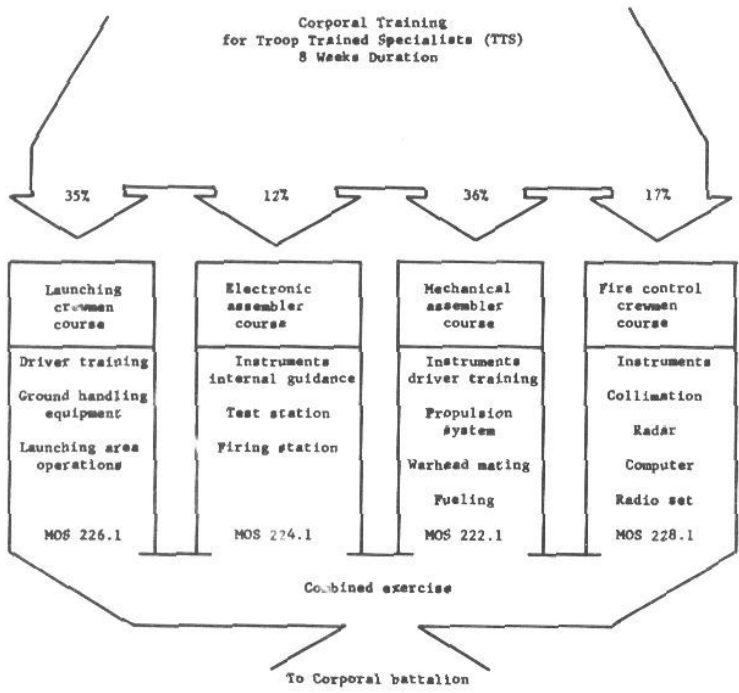 Corporal Training
for Troop Trained Specialists (TTS)
8 Weeks Duration
35%
12%
36%
17%
Launching
crewmen
course
Driver training
Ground handling
equipment
Launching area
operations
MOS 226.1
Electronic
assembler
course
Instruments
internal guidance
Test station
Firing station
MOS 224.1
Mechanical
assembler
course
Instruments
driver training
Propulsion
system
Warhead mating
Fueling
MOS 222.1
Fire control
crewmen
course
Instruments
Collimation
Radar
Computer
Radio set
MOS 228.1
Combined exercise
To Corporal battalion